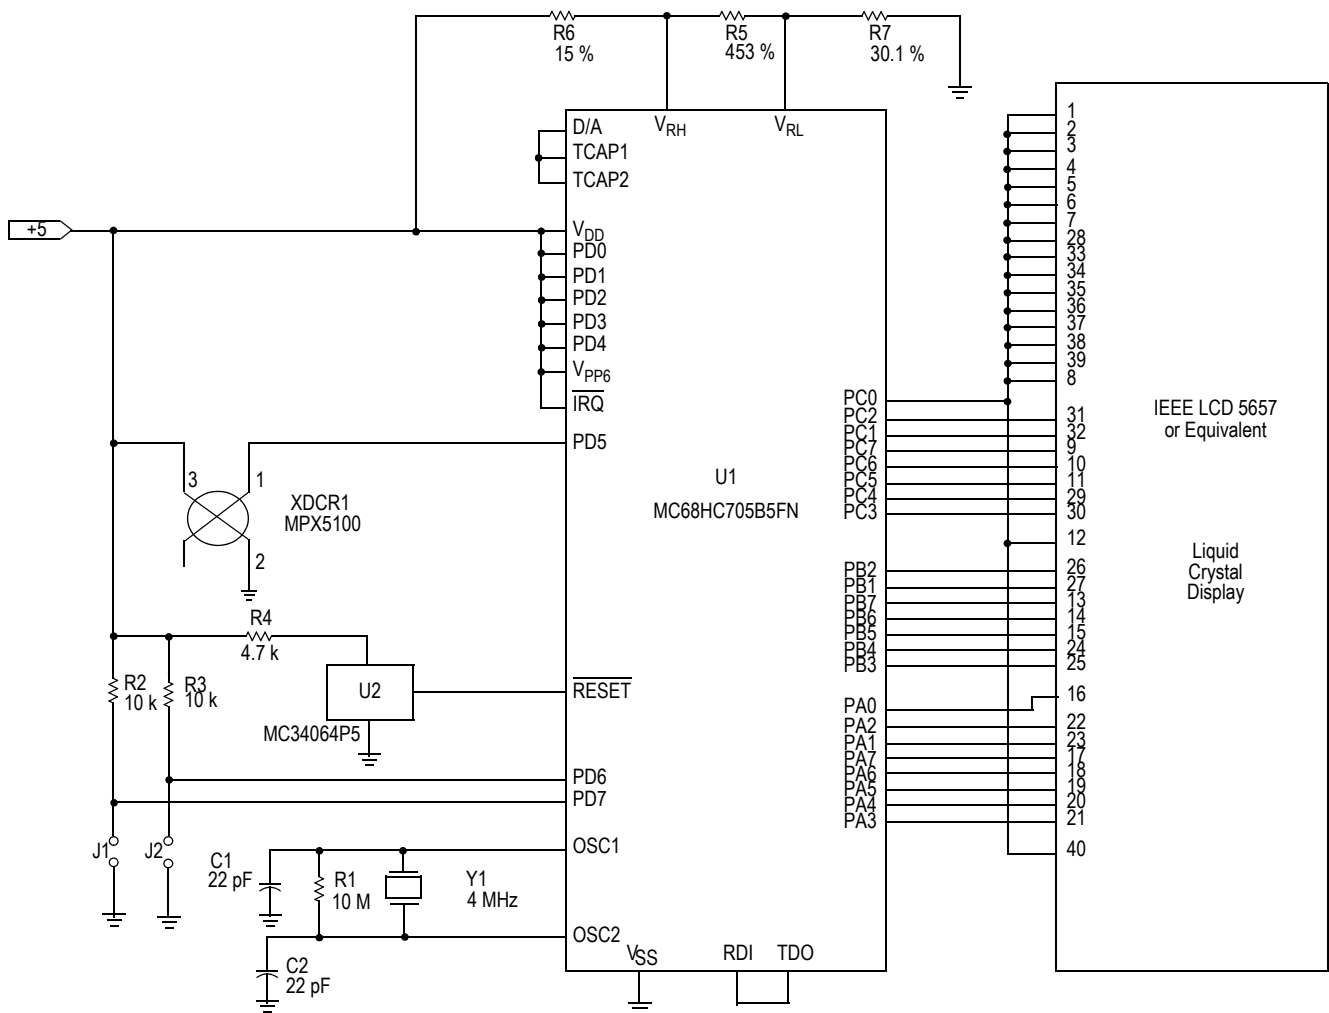 R6
15 %
R5
453 %
R7
30.1 %
D/A
TCAP1
TCAP2
VRH
VRL
+5
VDD
PD0
PD1
PD2
PD3
PD4
VPP6
IRQ
PD5
3
1
XDCR1
MPX5100
2
R4
4.7 k
R2
10 k
R3
10 k
U2
MC34064P5
RESET
PD6
PD7
J1
J2
C1
22 pF
R1
10 M
Y1
4 MHz
OSC1
OSC2
C2
22 pF
VSS
RDI
TDO
U1
MC68HC705B5FN
PC0
PC2
PC1
PC7
PC6
PC5
PC4
PC3
PB2
PB1
PB7
PB6
PB5
PB4
PB3
PA0
PA2
PA1
PA7
PA6
PA5
PA4
PA3
1
2
3
4
5
6
7
28
33
34
35
36
37
38
39
8
31
32
9
10
11
29
30
12
26
27
13
14
15
24
25
16
22
23
17
18
19
20
21
40
IEEE LCD 5657
or Equivalent
Liquid
Crystal
Display